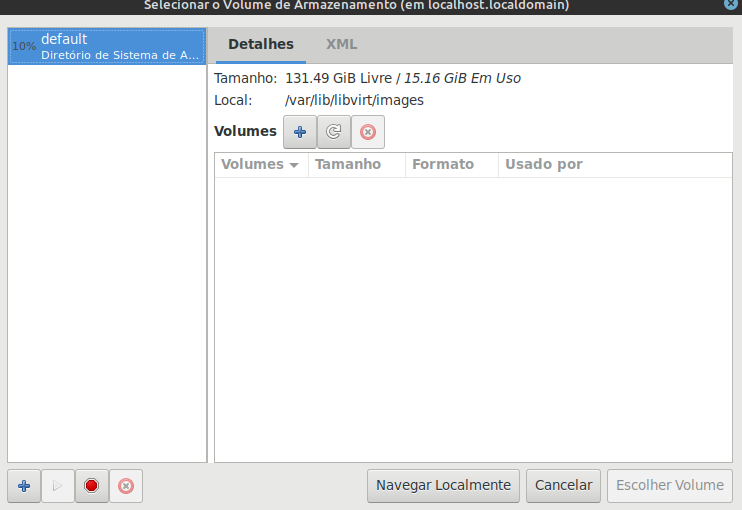 Selecionar o Volume de Armazenamento (em localhost.localdomain)
10% default
Diretório de Sistema de A...
Detalhes XML
Tamanho: 131.49 GiB Livre / 15.16 GiB Em Uso
Local: /var/lib/libvirt/images
Volumes
Volumes Tamanho Formato Usado por
Navegar Localmente Cancelar Escolher Volume